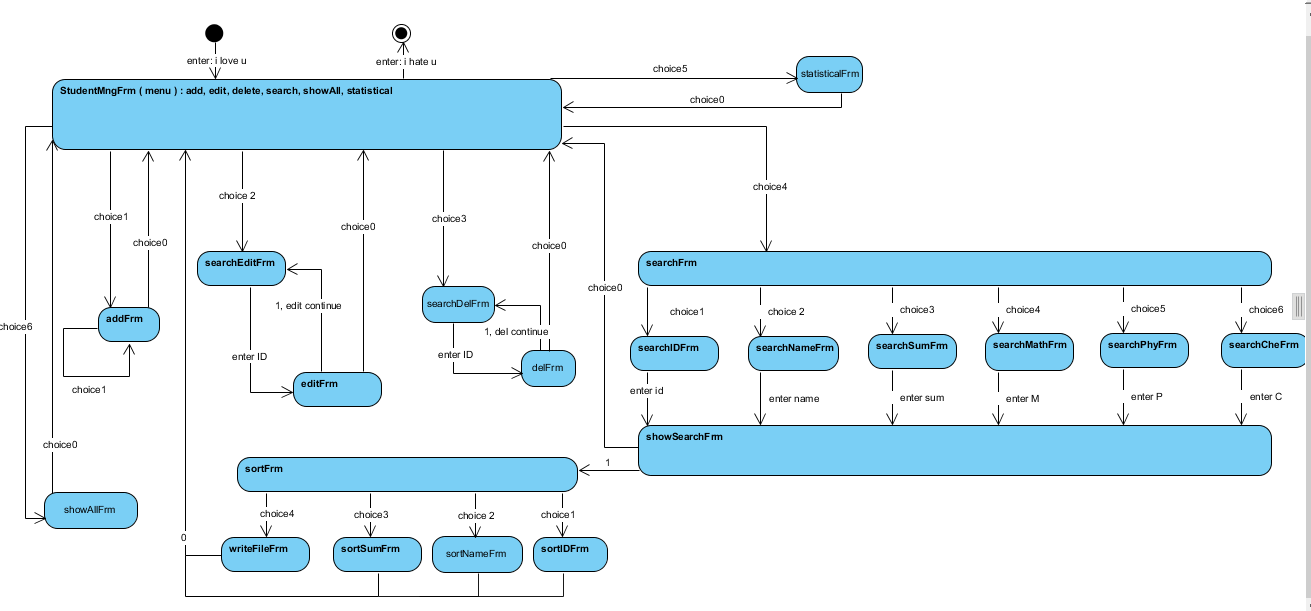 enter: i love u
enter: i hate u
choice5
statisticalFrm
StudentMngFrm ( menu ) : add, edit, delete, search, showAll, statistical
choice0
choice 2
choice4
choice1
choice3
choice0
choice0
choice0
searchEditFrm
searchFrm
choice0
1, edit continue
searchDelFrm
choice1
choice 2
choice3
choice4
choice5
choice6
addFrm
choice6
1, del continue
searchIDFrm
searchNameFrm
searchSumFrm
searchMathFrm
searchPhyFrm
searchCheFrm
enter ID
enter ID
delFrm
editFrm
choice1
enter id
enter name
enter sum
enter M
enter P
enter C
choice0
showSearchFrm
sortFrm
1
showAllFrm
choice4
choice3
choice 2
choice1
0
writeFileFrm
sortSumFrm
sortNameFrm
sortIDFrm